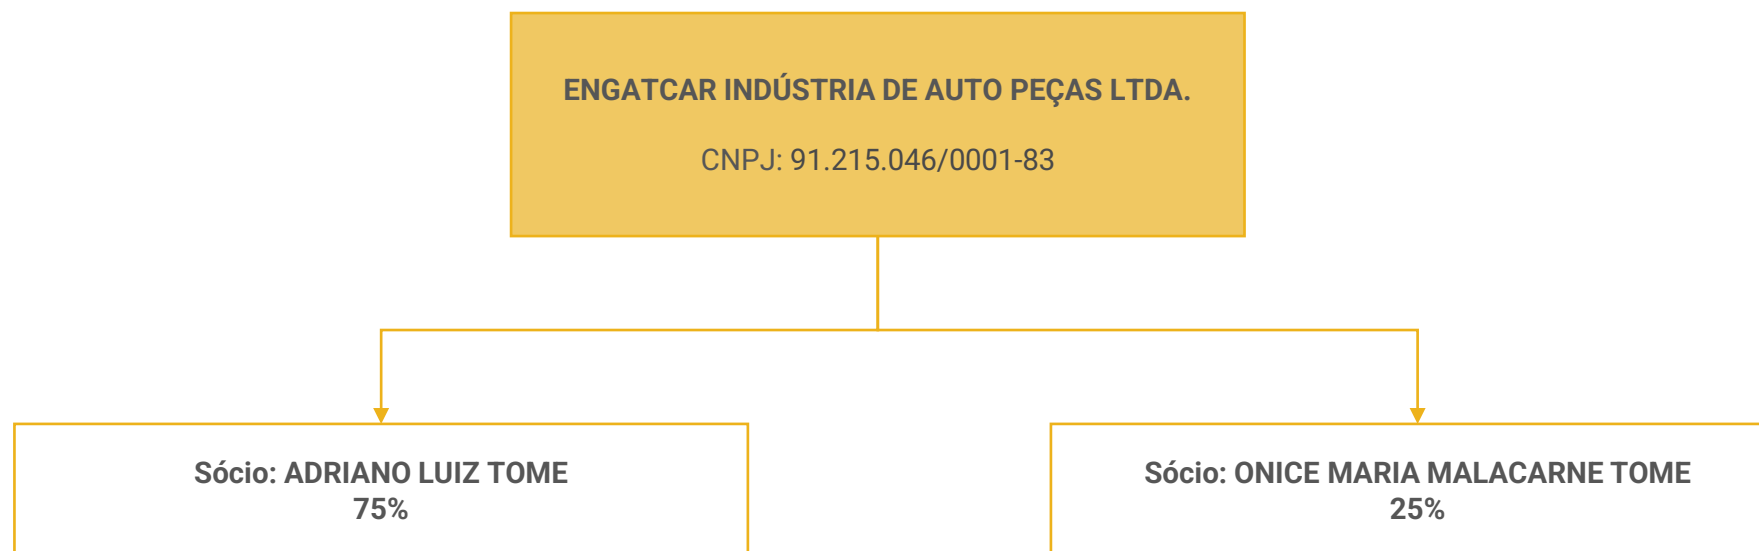 ENGATCAR INDÚSTRIA DE AUTO PEÇAS LTDA.
CNPJ: 91.215.046/0001-83
Sócio: ADRIANO LUIZ TOME
75%
Sócio: ONICE MARIA MALACARNE TOME
25%